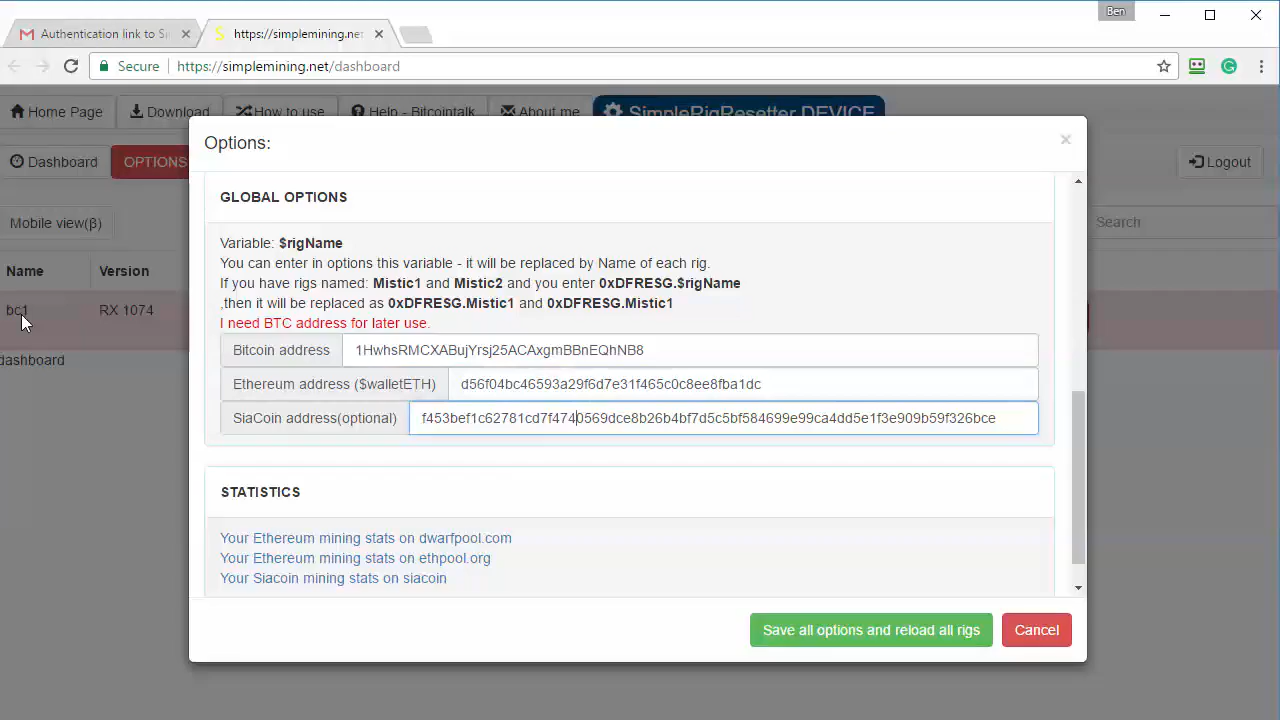 Ben
Authentication link to Si
https://simplemining.ne
Secure https://simplemining.net/dashboard
Home Page Download How to use Help - Bitcointalk About me SimpleRigResetter DEVICE
Options:
Dashboard OPTIONS Logout
GLOBAL OPTIONS
Mobile view(β) Search
Variable: $rigName
You can enter in options this variable - it will be replaced by Name of each rig.
Name Version
If you have rigs named: Mistic1 and Mistic2 and you enter 0xDFRESG.$rigName
,then it will be replaced as 0xDFRESG.Mistic1 and 0xDFRESG.Mistic1
bc1 RX 1074
I need BTC address for later use.
Bitcoin address 1HwhsRMCXABujYrsj25ACAxgmBBnEQhNB8
dashboard
Ethereum address ($walletETH) d56f04bc46593a29f6d7e31f465c0c8ee8fba1dc
SiaCoin address(optional) f453bef1c62781cd7f4740569dce8b26b4bf7d5c5bf584699e99ca4dd5e1f3e909b59f326bce
STATISTICS
Your Ethereum mining stats on dwarfpool.com
Your Ethereum mining stats on ethpool.org
Your Siacoin mining stats on siacoin
Save all options and reload all rigs Cancel